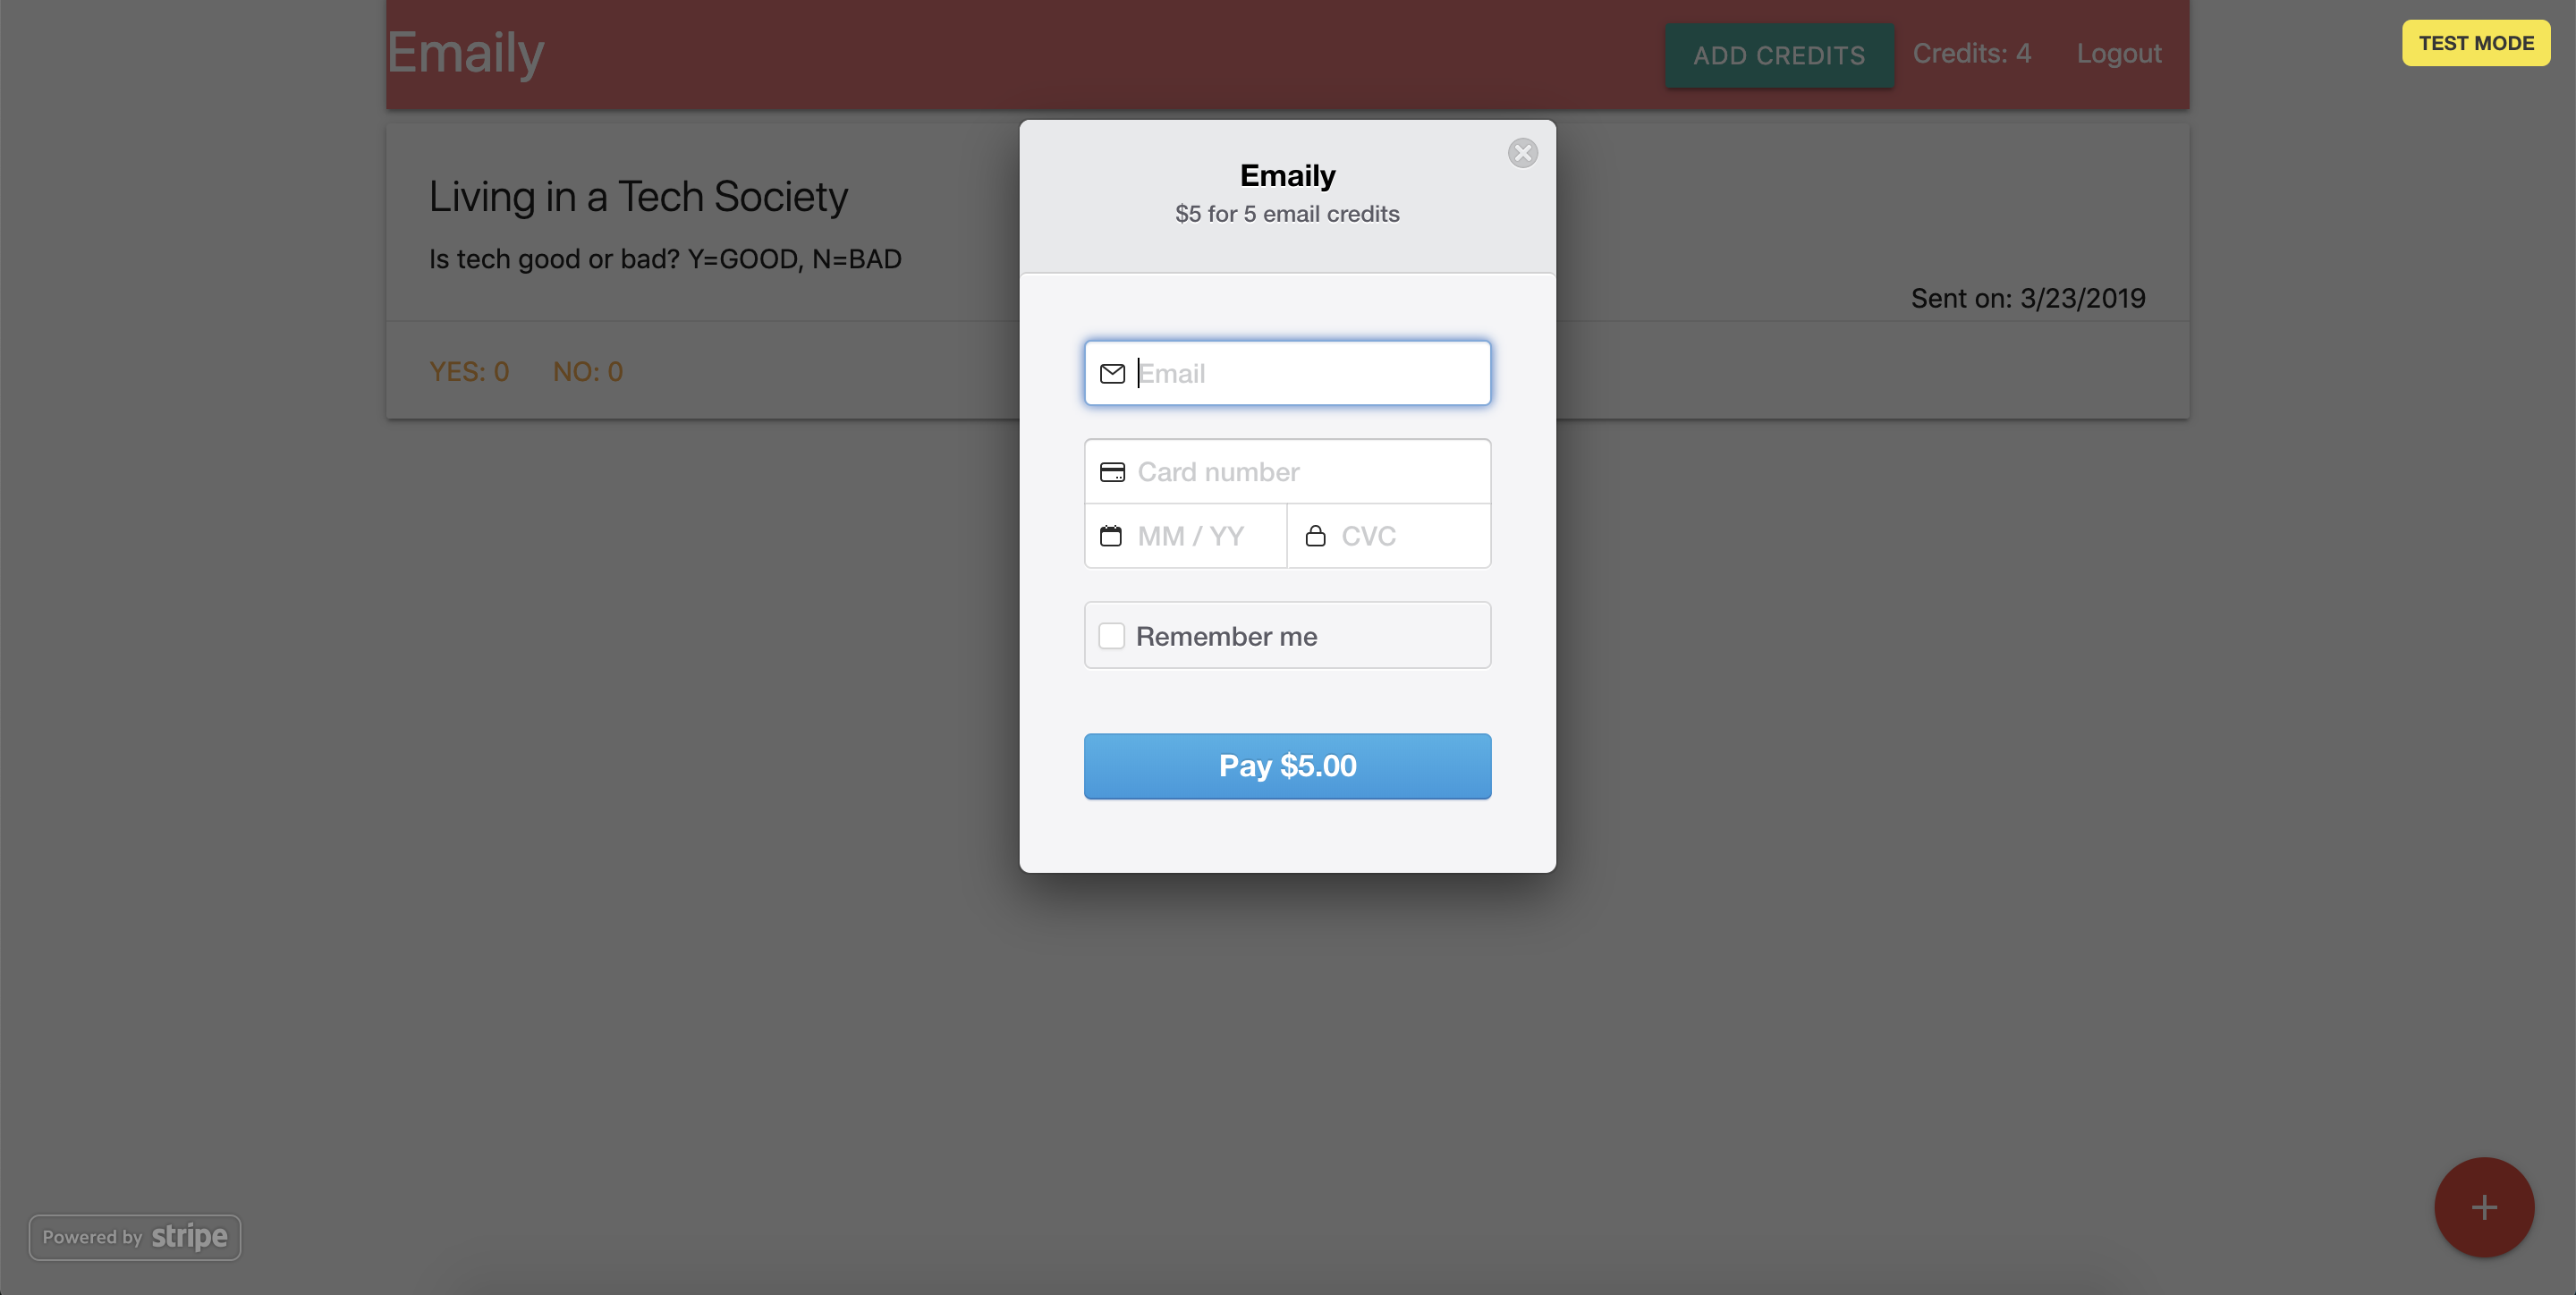 Emaily
ADD CREDITS
Credits: 4
Logout
TEST MODE
Living in a Tech Society
Is tech good or bad? Y=GOOD, N=BAD
Sent on: 3/23/2019
YES: 0
NO: 0
Emaily
$5 for 5 email credits
Email
Card number
MM / YY
CVC
Remember me
Pay $5.00
Powered by stripe
+